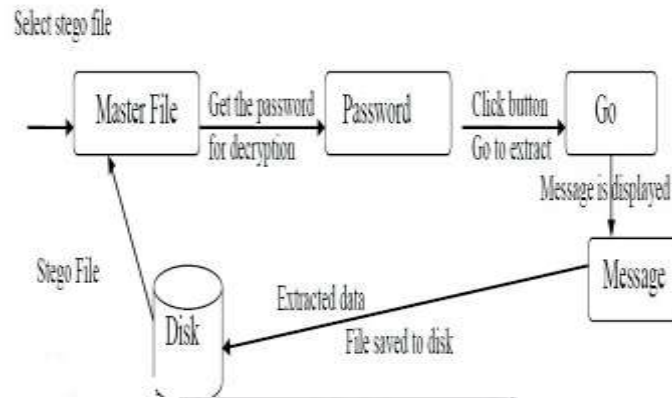 Select stego file
Master File
Get the password
for decryption
Password
Click button
Go to extract
Go
Message is displayed
Message
Stego File
Disk
Extracted data
File saved to disk